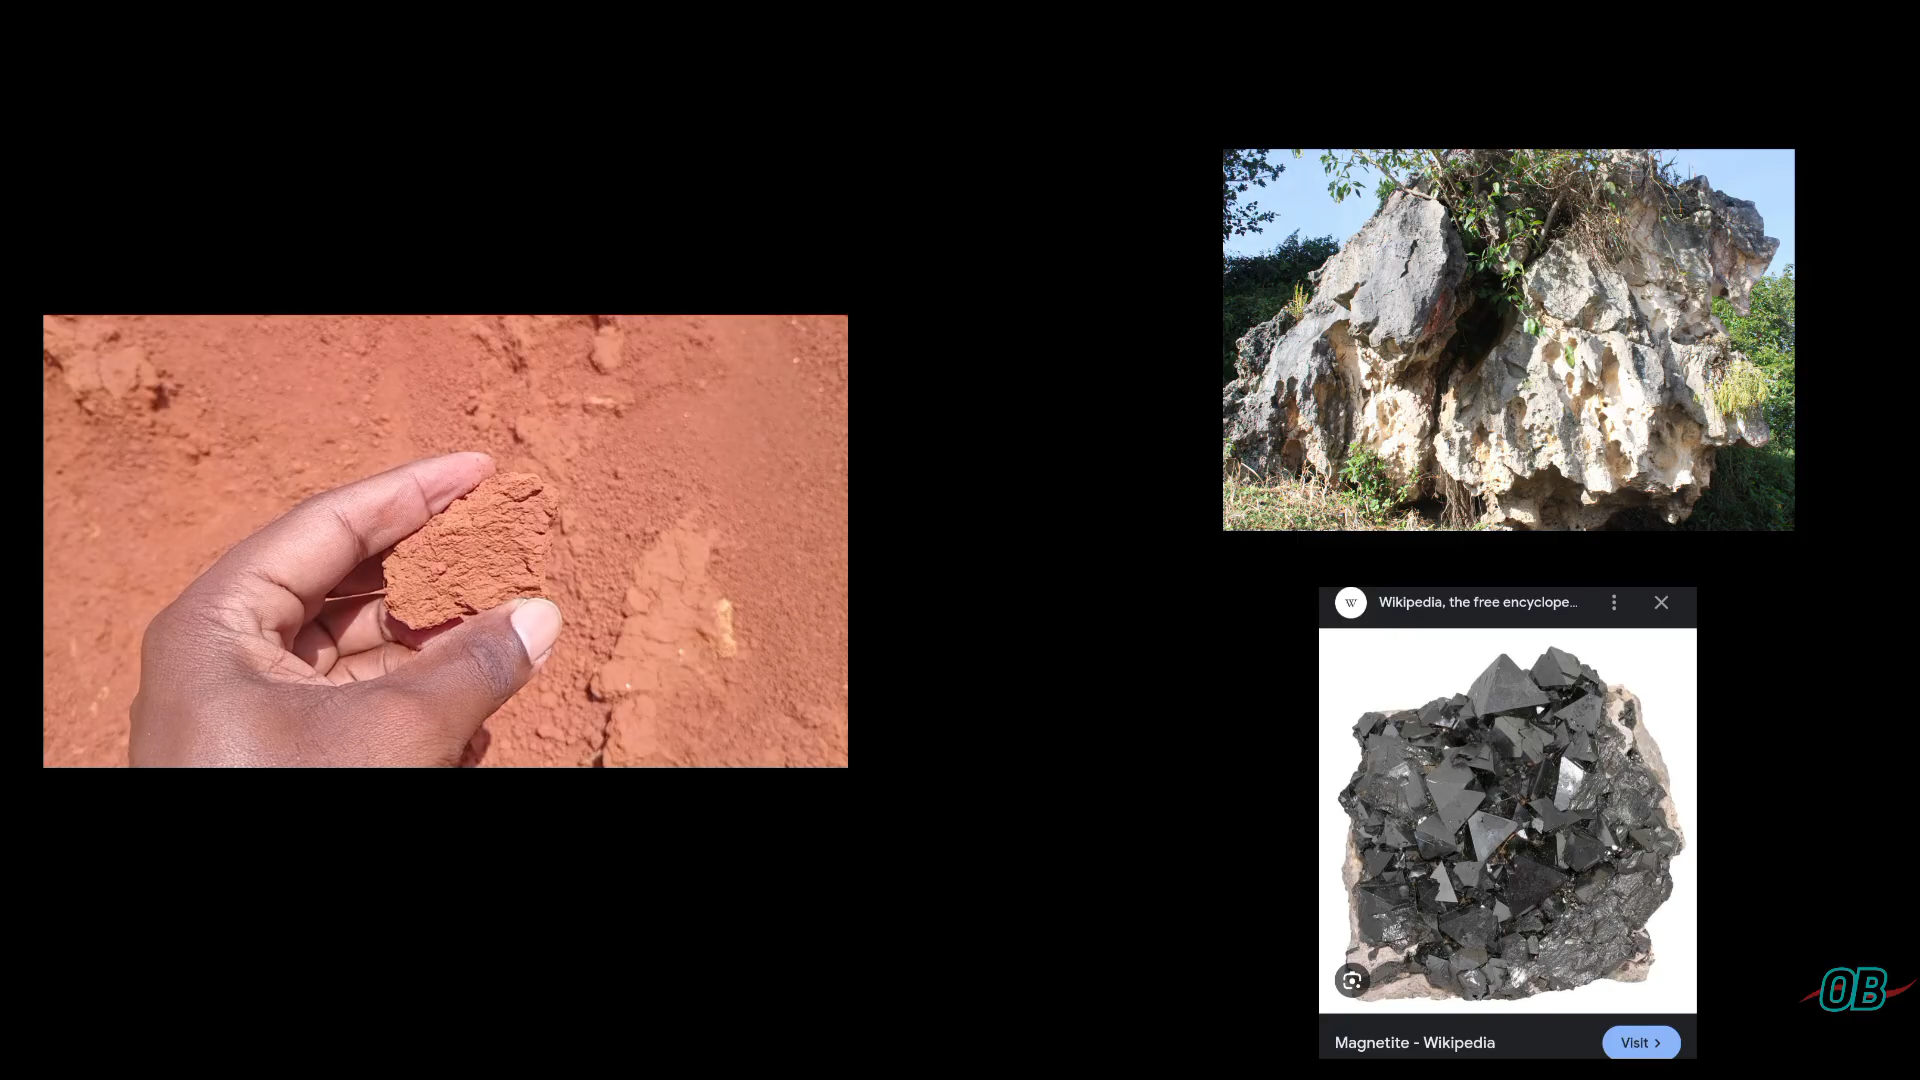 W Wikipedia, the free encyclope...
Magnetite - Wikipedia
Visit >
OB